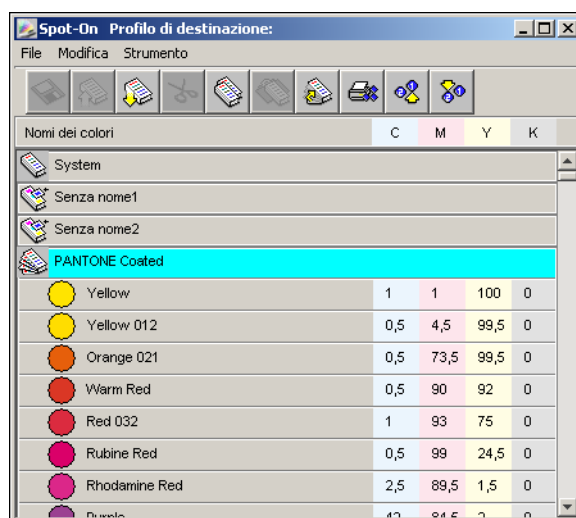 Spot-On Profilo di destinazione:
File Modifica Strumento
Nomi dei colori C M Y K
System
Senza nome1
Senza nome2
PANTONE Coated
Yellow 1 1 100 0
Yellow 012 0,5 4,5 99,5 0
Orange 021 0,5 73,5 99,5 0
Warm Red 0,5 90 92 0
Red 032 1 93 75 0
Rubine Red 0,5 99 24,5 0
Rhodamine Red 2,5 89,5 1,5 0
Purple